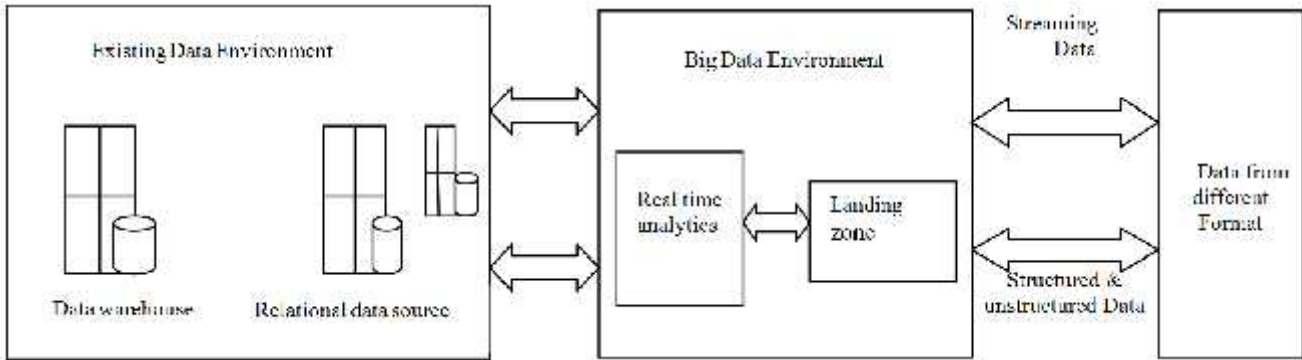 Existing Data Environment
Data warehouse
Relational data source
Big Data Environment
Real time
analytics
Landing
zone
Streaming
Data
Structured &
unstructured Data
Data from
different
Format